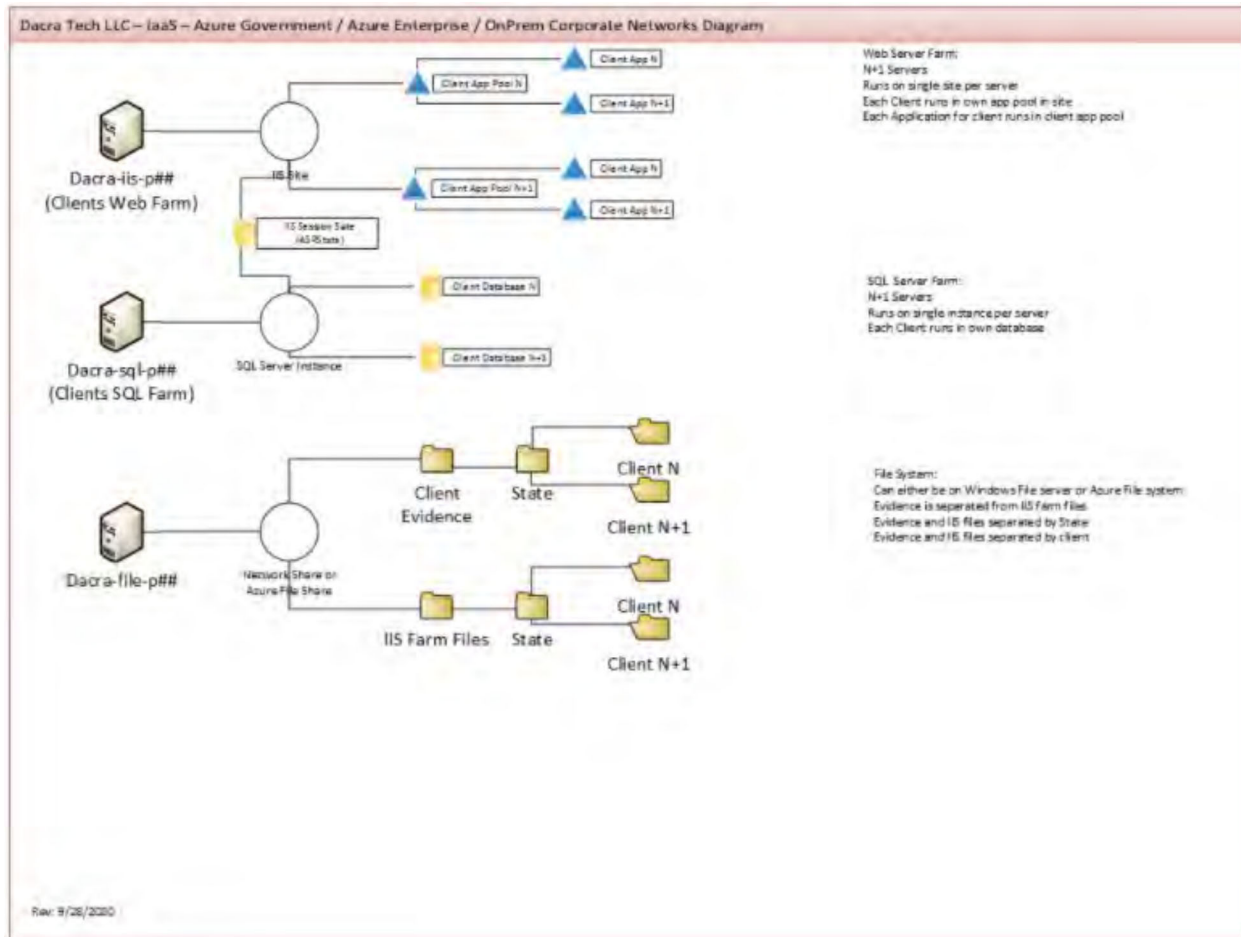 Dacra Tech LLC – IaaS – Azure Government / Azure Enterprise / OnPrem Corporate Networks Diagram
Client App N
Client App Pool N
Client App N+1
Web Server Farm:
N+1 Servers
Runs on single site per server
Each Client runs in own app pool in site
Each Application for client runs in client app pool
Dacra-iis-p##
(Clients Web Farm)
IIS Site
Client App N
Client App Pool N+1
Client App N+1
IIS Session State
(ASPState)
SQL Server Farm:
N+1 Servers
Runs on single instance per server
Each Client runs in own database
Client Database N
Dacra-sql-p##
(Clients SQL Farm)
SQL Server Instance
Client Database N+1
Client Evidence
State
Client N
Client N+1
File System:
Can either be on Windows File server or Azure File system
Evidence is separated from IIS Farm files
Evidence and IIS files separated by State
Evidence and IIS files separated by client
Dacra-file-p##
Network Share or
Azure File Share
IIS Farm Files
State
Client N
Client N+1
Rev: 9/28/2020